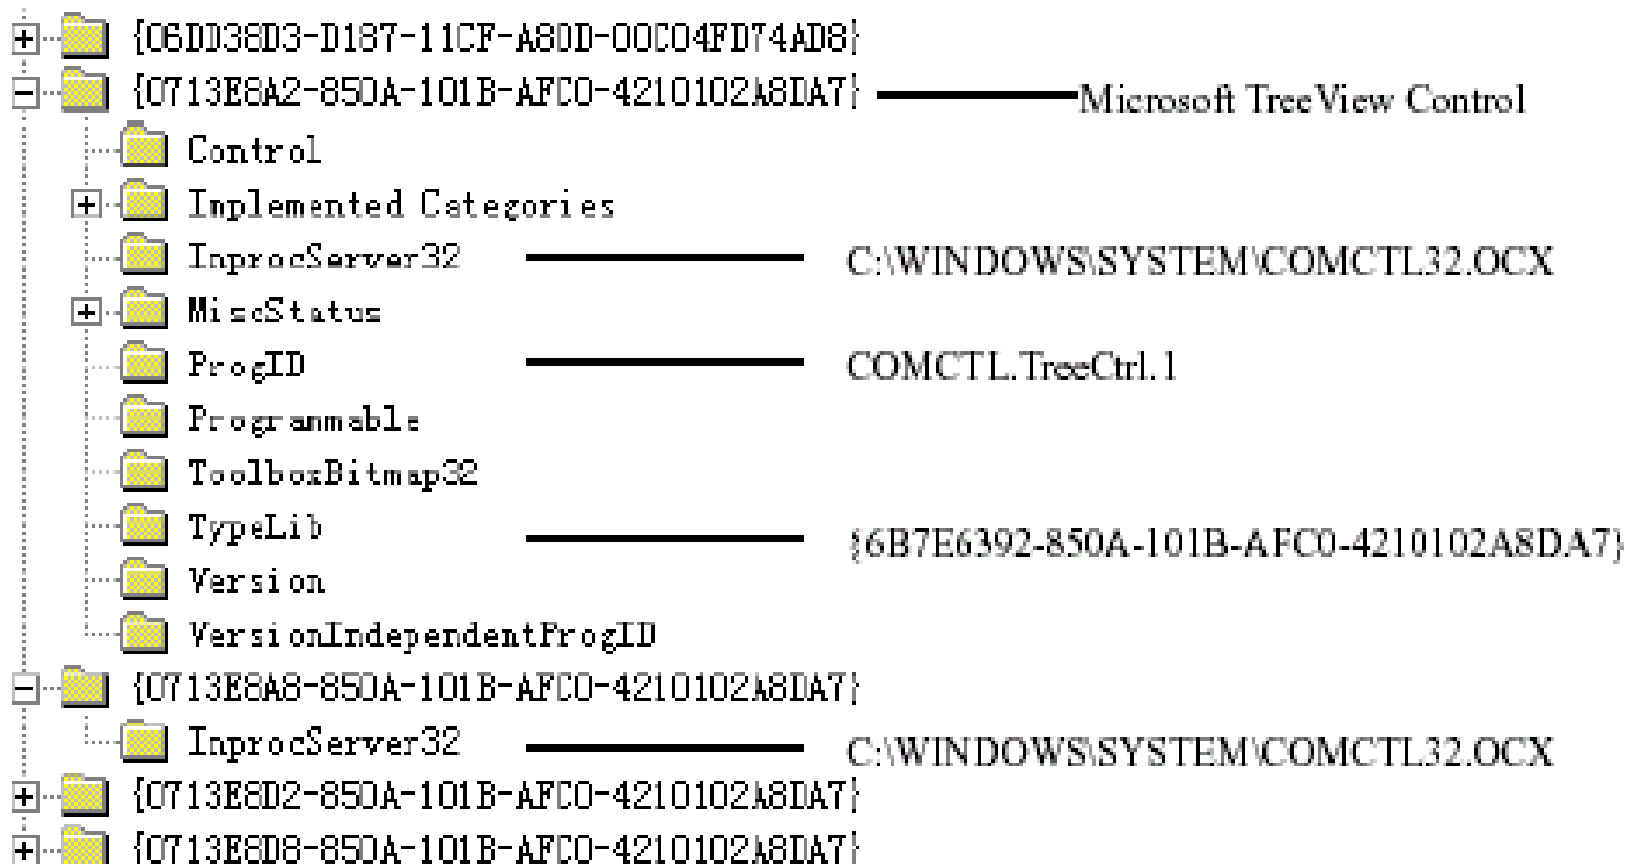 {06DD38D3-D187-11CF-A80D-00C04FD74AD8}
{0713E8A2-850A-101B-AFC0-4210102A8DA7} Microsoft TreeView Control
Control
Implemented Categories
InprocServer32 C:\WINDOWS\SYSTEM\COMCTL32.OCX
MiscStatus
ProgID COMCTL.TreeCtrl.1
Programmable
ToolboxBitmap32
TypeLib {6B7E6392-850A-101B-AFC0-4210102A8DA7}
Version
VersionIndependentProgID
{0713E8A8-850A-101B-AFC0-4210102A8DA7}
InprocServer32 C:\WINDOWS\SYSTEM\COMCTL32.OCX
{0713E8D2-850A-101B-AFC0-4210102A8DA7}
{0713E8D8-850A-101B-AFC0-4210102A8DA7}